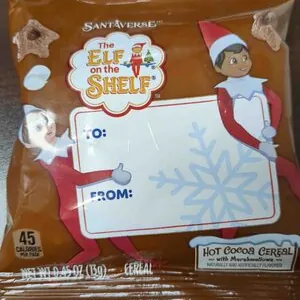 SANTAVERSE™
The
ELF
on the
SHELF®
TO:
FROM:
45
CALORIES
PER PACK
HOT COCOA CEREAL
with Marshmallows
NATURALLY AND ARTIFICIALLY FLAVORED
NET WT 0.45 OZ (13g) CEREAL